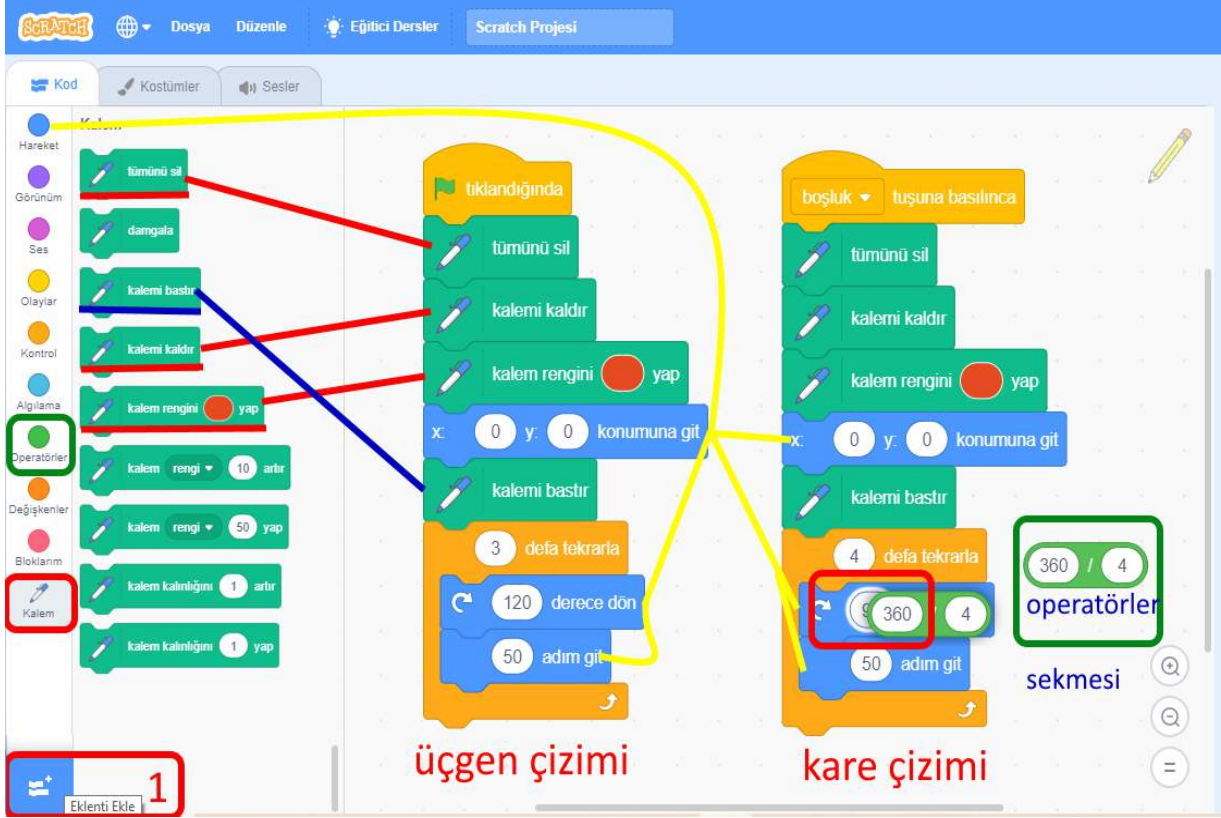 SCRATCH
Dosya
Düzenle
Eğitici Dersler
Scratch Projesi
Kod
Kostümler
Sesler
Hareket
Görünüm
Ses
Olaylar
Kontrol
Algılama
Operatörler
Değişkenler
Bloklarım
Kalem
Kalem
tümünü sil
damgala
kalemi bastır
kalemi kaldır
kalem rengini yap
kalem rengi 10 artır
kalem rengi 50 yap
kalem kalınlığını 1 artır
kalem kalınlığını 1 yap
1
Eklenti Ekle
tıklandığında
tümünü sil
kalemi kaldır
kalem rengini yap
x: 0 y: 0 konumuna git
kalemi bastır
3 defa tekrarla
120 derece dön
50 adım git
üçgen çizimi
boşluk tuşuna basılınca
tümünü sil
kalemi kaldır
kalem rengini yap
x: 0 y: 0 konumuna git
kalemi bastır
4 defa tekrarla
360 4
50 adım git
kare çizimi
360 / 4
operatörler
sekmesi